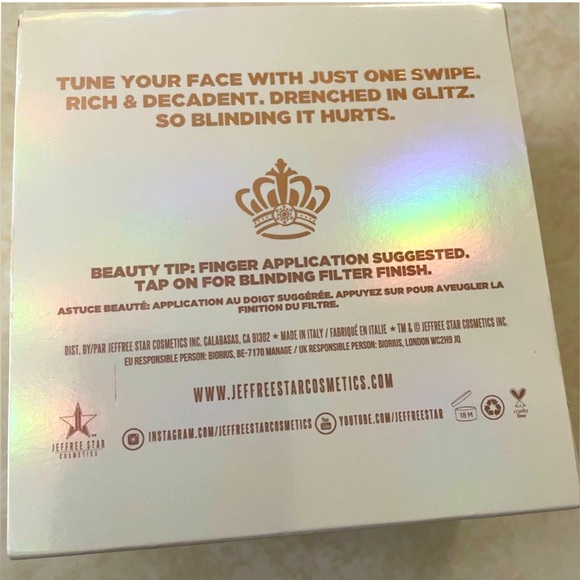 TUNE YOUR FACE WITH JUST ONE SWIPE.
RICH & DECADENT. DRENCHED IN GLITZ.
SO BLINDING IT HURTS.
BEAUTY TIP: FINGER APPLICATION SUGGESTED.
TAP ON FOR BLINDING FILTER FINISH.
ASTUCE BEAUTÉ: APPLICATION AU DOIGT SUGGÉRÉE. APPUYEZ SUR POUR AVEUGLER LA
FINITION DU FILTRE.
DIST. BY/PAR JEFFREE STAR COSMETICS INC. CALABASAS, CA 91302 ★ MADE IN ITALY / FABRIQUÉ EN ITALIE ★ TM & © JEFFREE STAR COSMETICS INC.
EU RESPONSIBLE PERSON: BIORIUS, BE-7170 MANAGE / UK RESPONSIBLE PERSON: BIORIUS, LONDON WC2H9 JQ
WWW.JEFFREESTARCOSMETICS.COM
JEFFREE STAR
COSMETICS
INSTAGRAM.COM/JEFFREESTARCOSMETICS
You
Tube
YOUTUBE.COM/JEFFREESTAR
18 M
cruelty
free